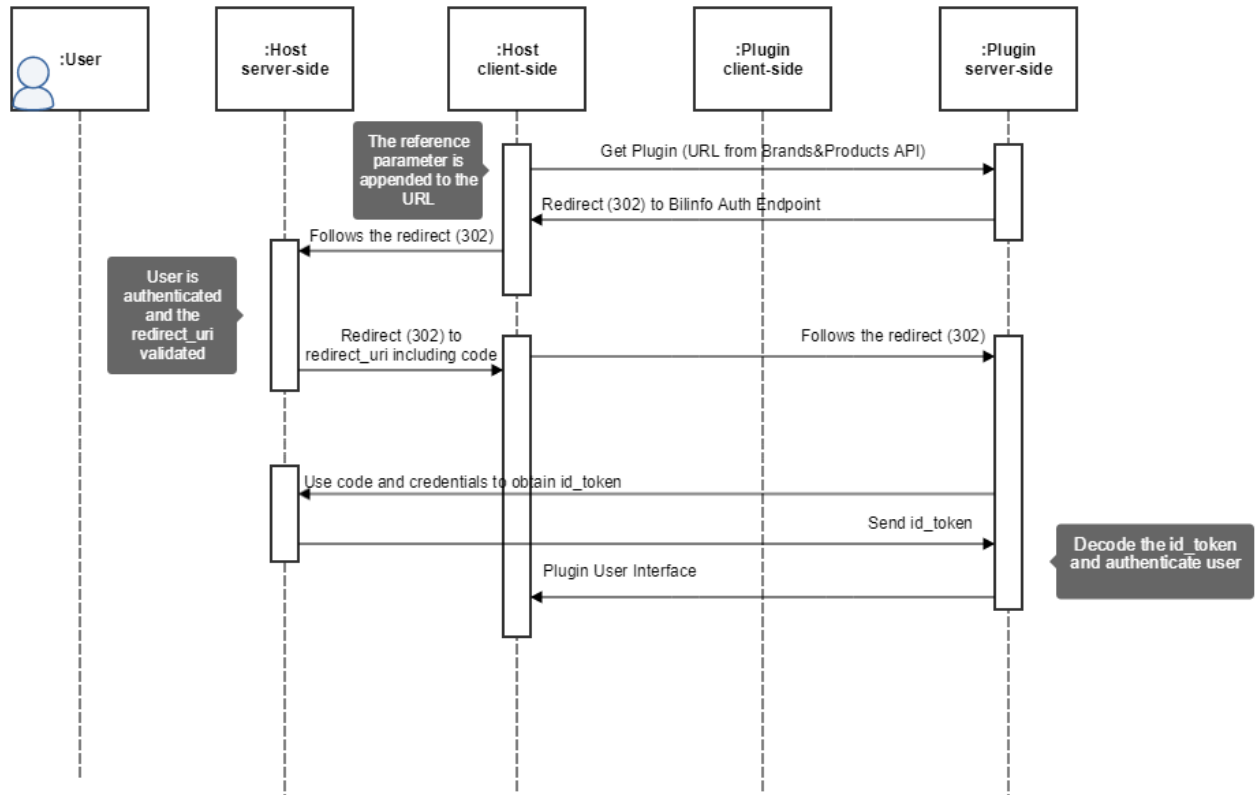 :User
:Host
server-side
:Host
client-side
:Plugin
client-side
:Plugin
server-side
The reference
parameter is
appended to the
URL
Get Plugin (URL from Brands&Products API)
Redirect (302) to Bilinfo Auth Endpoint
Follows the redirect (302)
User is
authenticated
and the
redirect_uri
validated
Redirect (302) to
redirect_uri including code
Follows the redirect (302)
Use code and credentials to obtain id_token
Send id_token
Decode the id_token
and authenticate user
Plugin User Interface